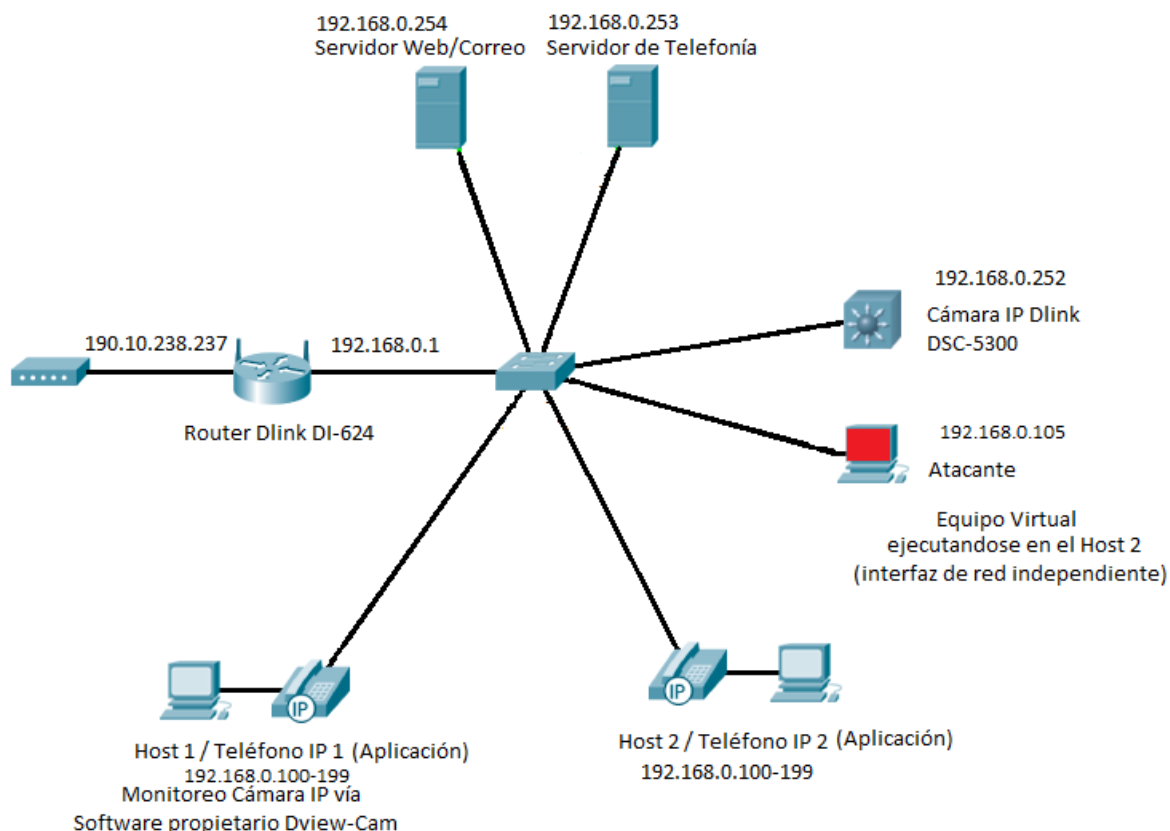 192.168.0.254
Servidor Web/Correo
192.168.0.253
Servidor de Telefonía
192.168.0.252
Cámara IP Dlink
DSC-5300
190.10.238.237
192.168.0.1
Router Dlink DI-624
192.168.0.105
Atacante
Equipo Virtual
ejecutandose en el Host 2
(interfaz de red independiente)
IP
Host 1 / Teléfono IP 1 (Aplicación)
192.168.0.100-199
Monitoreo Cámara IP vía
Software propietario Dview-Cam
IP
Host 2 / Teléfono IP 2 (Aplicación)
192.168.0.100-199